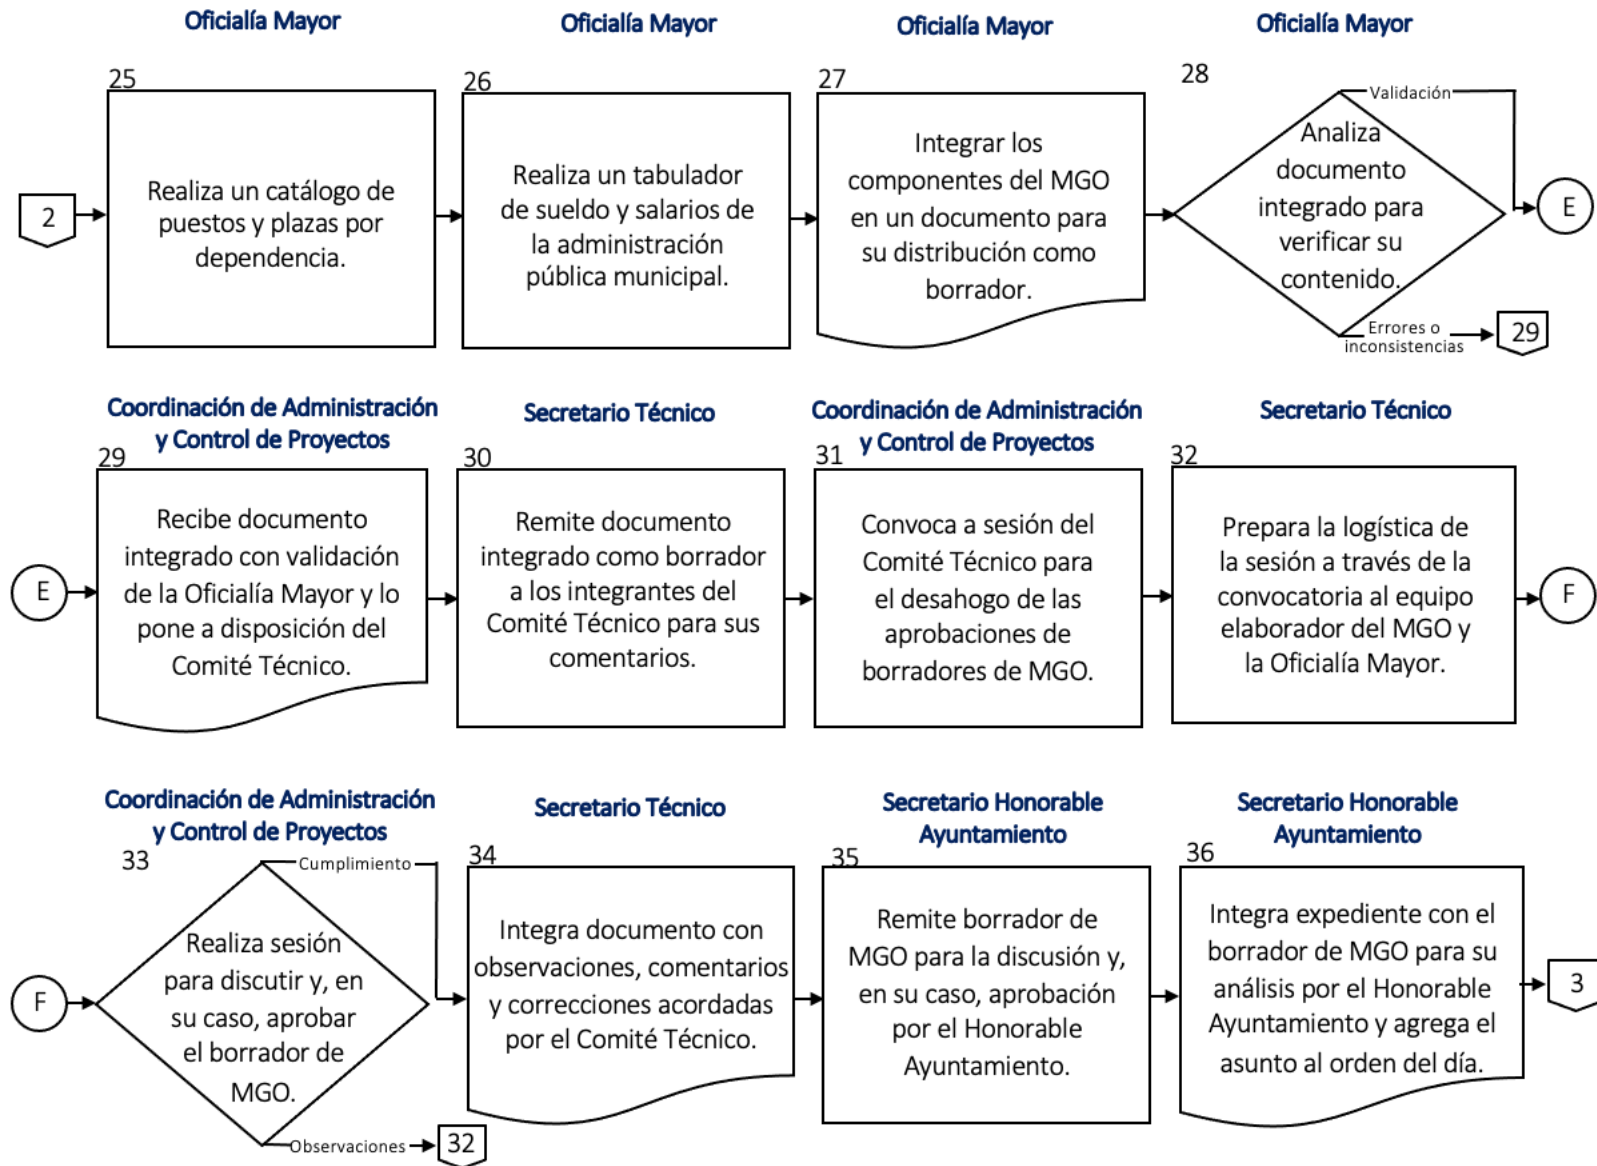 Oficialía Mayor
Oficialía Mayor
Oficialía Mayor
Oficialía Mayor
25
26
27
28
2
Realiza un catálogo de
puestos y plazas por
dependencia.
Realiza un tabulador
de sueldo y salarios de
la administración
pública municipal.
Integrar los
componentes del MGO
en un documento para
su distribución como
borrador.
Analiza
documento
integrado para
verificar su
contenido.
Validación
E
Errores o
inconsistencias
29
Coordinación de Administración
y Control de Proyectos
Secretario Técnico
Coordinación de Administración
y Control de Proyectos
Secretario Técnico
29
30
31
32
E
Recibe documento
integrado con validación
de la Oficialía Mayor y lo
pone a disposición del
Comité Técnico.
Remite documento
integrado como borrador
a los integrantes del
Comité Técnico para sus
comentarios.
Convoca a sesión del
Comité Técnico para
el desahogo de las
aprobaciones de
borradores de MGO.
Prepara la logística de
la sesión a través de la
convocatoria al equipo
elaborador del MGO y
la Oficialía Mayor.
F
Coordinación de Administración
y Control de Proyectos
Secretario Técnico
Secretario Honorable
Ayuntamiento
Secretario Honorable
Ayuntamiento
33
34
35
36
F
Realiza sesión
para discutir y, en
su caso, aprobar
el borrador de
MGO.
Cumplimiento
Observaciones
32
Integra documento con
observaciones, comentarios
y correcciones acordadas
por el Comité Técnico.
Remite borrador de
MGO para la discusión y,
en su caso, aprobación
por el Honorable
Ayuntamiento.
Integra expediente con el
borrador de MGO para su
análisis por el Honorable
Ayuntamiento y agrega el
asunto al orden del día.
3